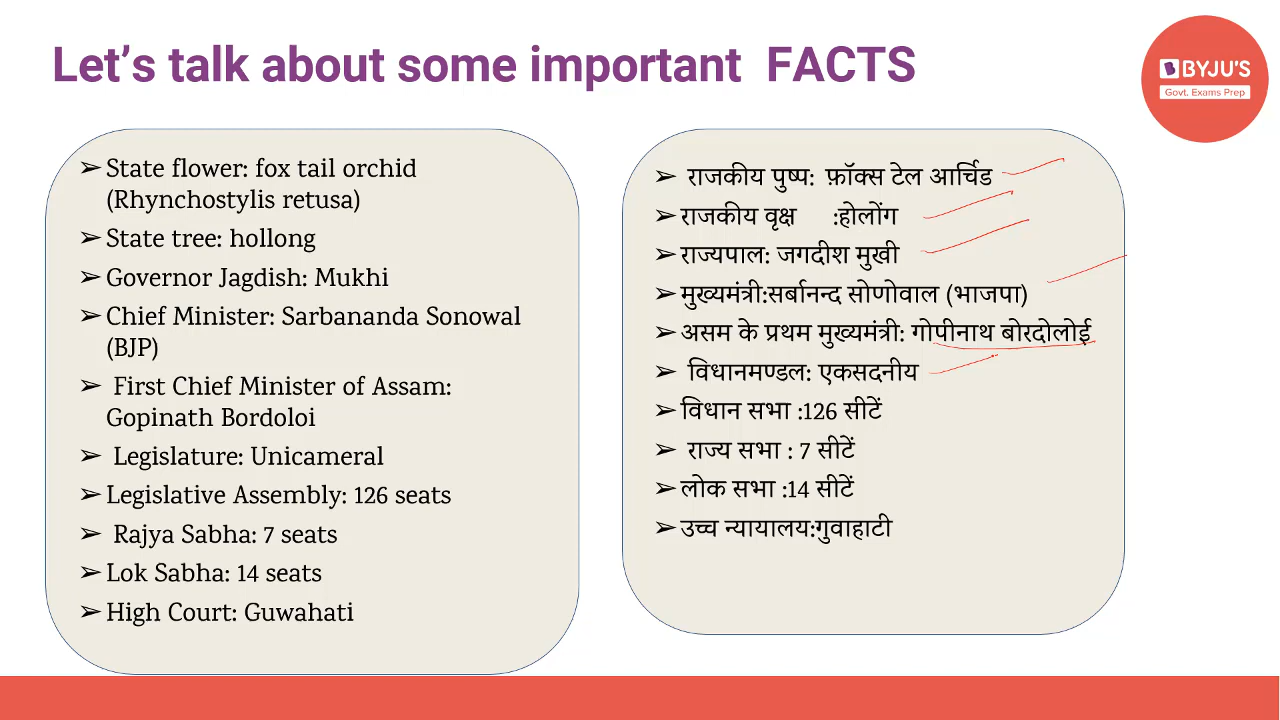 Let’s talk about some important FACTS
BYJU'S
Govt. Exams Prep
➢ State flower: fox tail orchid
(Rhynchostylis retusa)
➢ State tree: hollong
➢ Governor Jagdish: Mukhi
➢ Chief Minister: Sarbananda Sonowal
(BJP)
➢ First Chief Minister of Assam:
Gopinath Bordoloi
➢ Legislature: Unicameral
➢ Legislative Assembly: 126 seats
➢ Rajya Sabha: 7 seats
➢ Lok Sabha: 14 seats
➢ High Court: Guwahati
➢ राजकीय पुष्प: फ़ॉक्स टेल आर्चिड
➢ राजकीय वृक्ष :होलोंग
➢ राज्यपाल: जगदीश मुखी
➢ मुख्यमंत्री:सर्बानन्द सोणोवाल (भाजपा)
➢ असम के प्रथम मुख्यमंत्री: गोपीनाथ बोरदोलोई
➢ विधानमण्डल: एकसदनीय
➢ विधान सभा :126 सीटें
➢ राज्य सभा : 7 सीटें
➢ लोक सभा :14 सीटें
➢ उच्च न्यायालय:गुवाहाटी